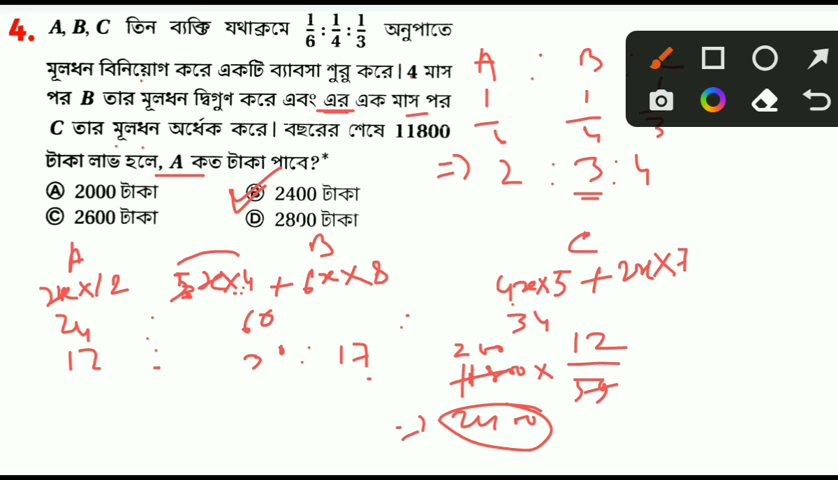 4. A, B, C তিন ব্যক্তি যথাক্রমে 1/6 : 1/4 : 1/3 অনুপাতে
মূলধন বিনিয়োগ করে একটি ব্যাবসা শুরু করে। 4 মাস
পর B তার মূলধন দ্বিগুণ করে এবং এর এক মাস পর
C তার মূলধন অর্ধেক করে। বছরের শেষে 11800
টাকা লাভ হলে, A কত টাকা পাবে?*
Ⓐ 2000 টাকা Ⓑ 2400 টাকা
Ⓒ 2600 টাকা Ⓓ 2800 টাকা
A : B
1 1
4 3
=> 2 : 3 : 4
A B C
2x×12 3x×4 + 6x×8 4x×5 + 2x×7
24 : 60 : 34
12 : 30 : 17
200 12
11800 × 59
=> 2400